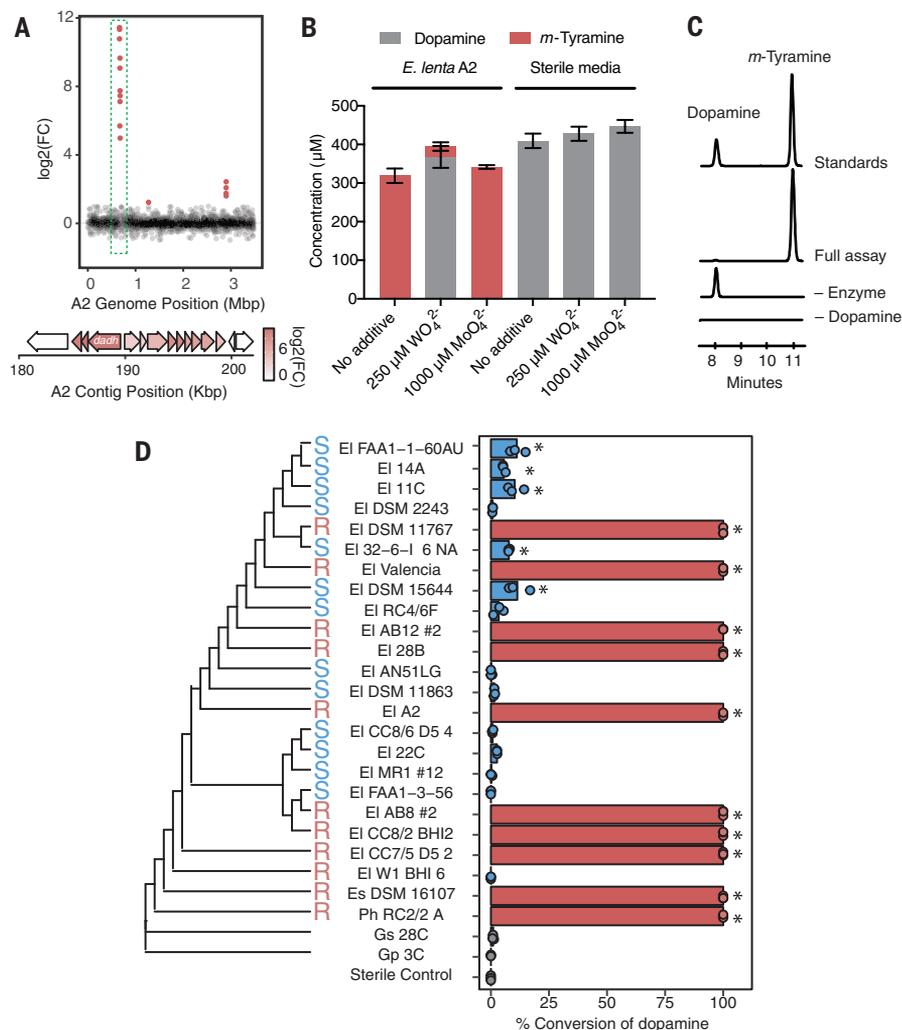 A
12
8
4
0
log2(FC)
0 1 2 3
A2 Genome Position (Mbp)
dadh
180 190 200
A2 Contig Position (Kbp)
log2(FC)
6
0
B
Dopamine m-Tyramine
E. lenta A2 Sterile media
500
400
300
200
100
0
Concentration (µM)
No additive
250 µM WO₄²⁻
1000 µM MoO₄²⁻
No additive
250 µM WO₄²⁻
1000 µM MoO₄²⁻
C
m-Tyramine
Dopamine
Standards
Full assay
– Enzyme
– Dopamine
8 9 10 11
Minutes
D
S El FAA1–1–60AU *
S El 14A *
S El 11C *
S El DSM 2243
R El DSM 11767 *
S El 32–6–I 6 NA *
R El Valencia *
S El DSM 15644 *
S El RC4/6F
R El AB12 #2 *
R El 28B *
S El AN51LG
S El DSM 11863
R El A2 *
S El CC8/6 D5 4
S El 22C
S El MR1 #12
S El FAA1–3–56
R El AB8 #2 *
R El CC8/2 BHI2 *
R El CC7/5 D5 2 *
R El W1 BHI 6
R Es DSM 16107 *
R Ph RC2/2 A *
Gs 28C
Gp 3C
Sterile Control
0 25 50 75 100
% Conversion of dopamine